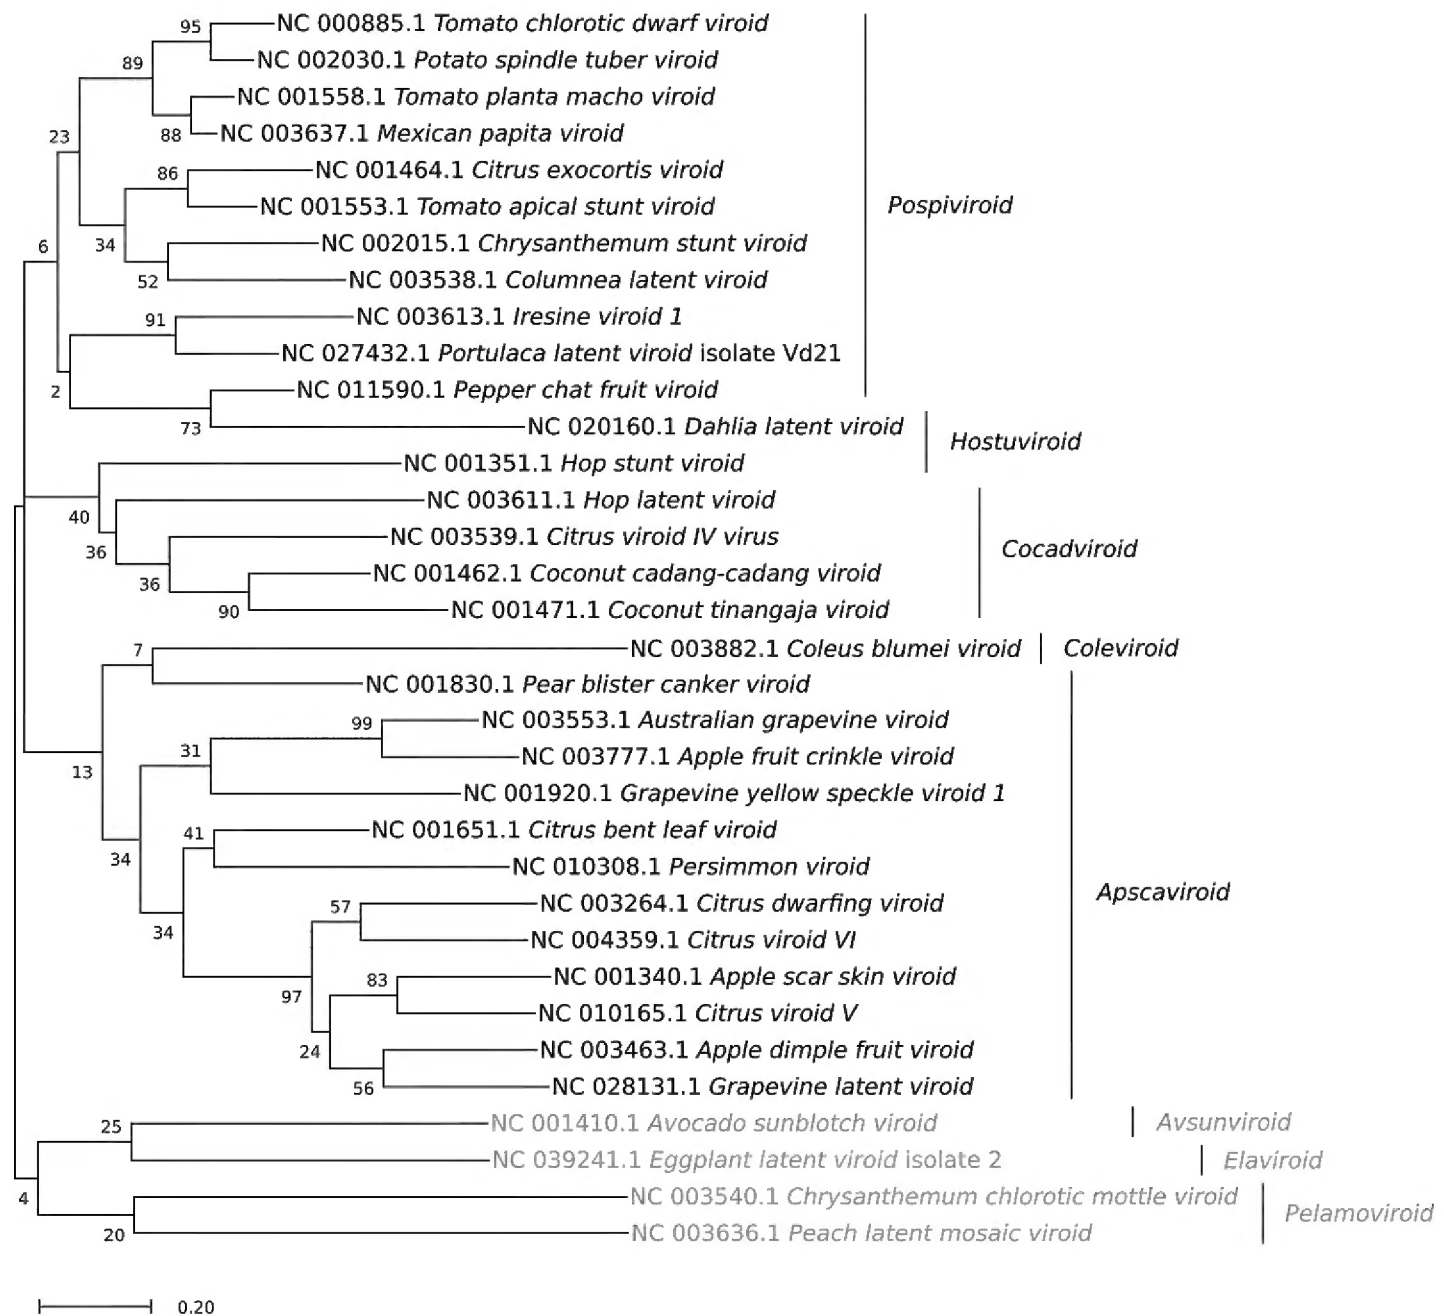 95
NC 000885.1 Tomato chlorotic dwarf viroid
NC 002030.1 Potato spindle tuber viroid
89
NC 001558.1 Tomato planta macho viroid
88
NC 003637.1 Mexican papita viroid
23
86
NC 001464.1 Citrus exocortis viroid
NC 001553.1 Tomato apical stunt viroid
Pospiviroid
6
34
NC 002015.1 Chrysanthemum stunt viroid
52
NC 003538.1 Columnea latent viroid
91
NC 003613.1 Iresine viroid 1
NC 027432.1 Portulaca latent viroid isolate Vd21
2
NC 011590.1 Pepper chat fruit viroid
73
NC 020160.1 Dahlia latent viroid
Hostuviroid
NC 001351.1 Hop stunt viroid
40
NC 003611.1 Hop latent viroid
36
NC 003539.1 Citrus viroid IV virus
Cocadviroid
36
NC 001462.1 Coconut cadang-cadang viroid
90
NC 001471.1 Coconut tinangaja viroid
7
NC 003882.1 Coleus blumei viroid
Coleviroid
NC 001830.1 Pear blister canker viroid
99
NC 003553.1 Australian grapevine viroid
31
NC 003777.1 Apple fruit crinkle viroid
13
NC 001920.1 Grapevine yellow speckle viroid 1
41
NC 001651.1 Citrus bent leaf viroid
34
NC 010308.1 Persimmon viroid
Apscaviroid
57
NC 003264.1 Citrus dwarfing viroid
34
NC 004359.1 Citrus viroid VI
83
NC 001340.1 Apple scar skin viroid
97
NC 010165.1 Citrus viroid V
24
NC 003463.1 Apple dimple fruit viroid
56
NC 028131.1 Grapevine latent viroid
25
NC 001410.1 Avocado sunblotch viroid
Avsunviroid
NC 039241.1 Eggplant latent viroid isolate 2
Elaviroid
4
NC 003540.1 Chrysanthemum chlorotic mottle viroid
Pelamoviroid
20
NC 003636.1 Peach latent mosaic viroid
0.20